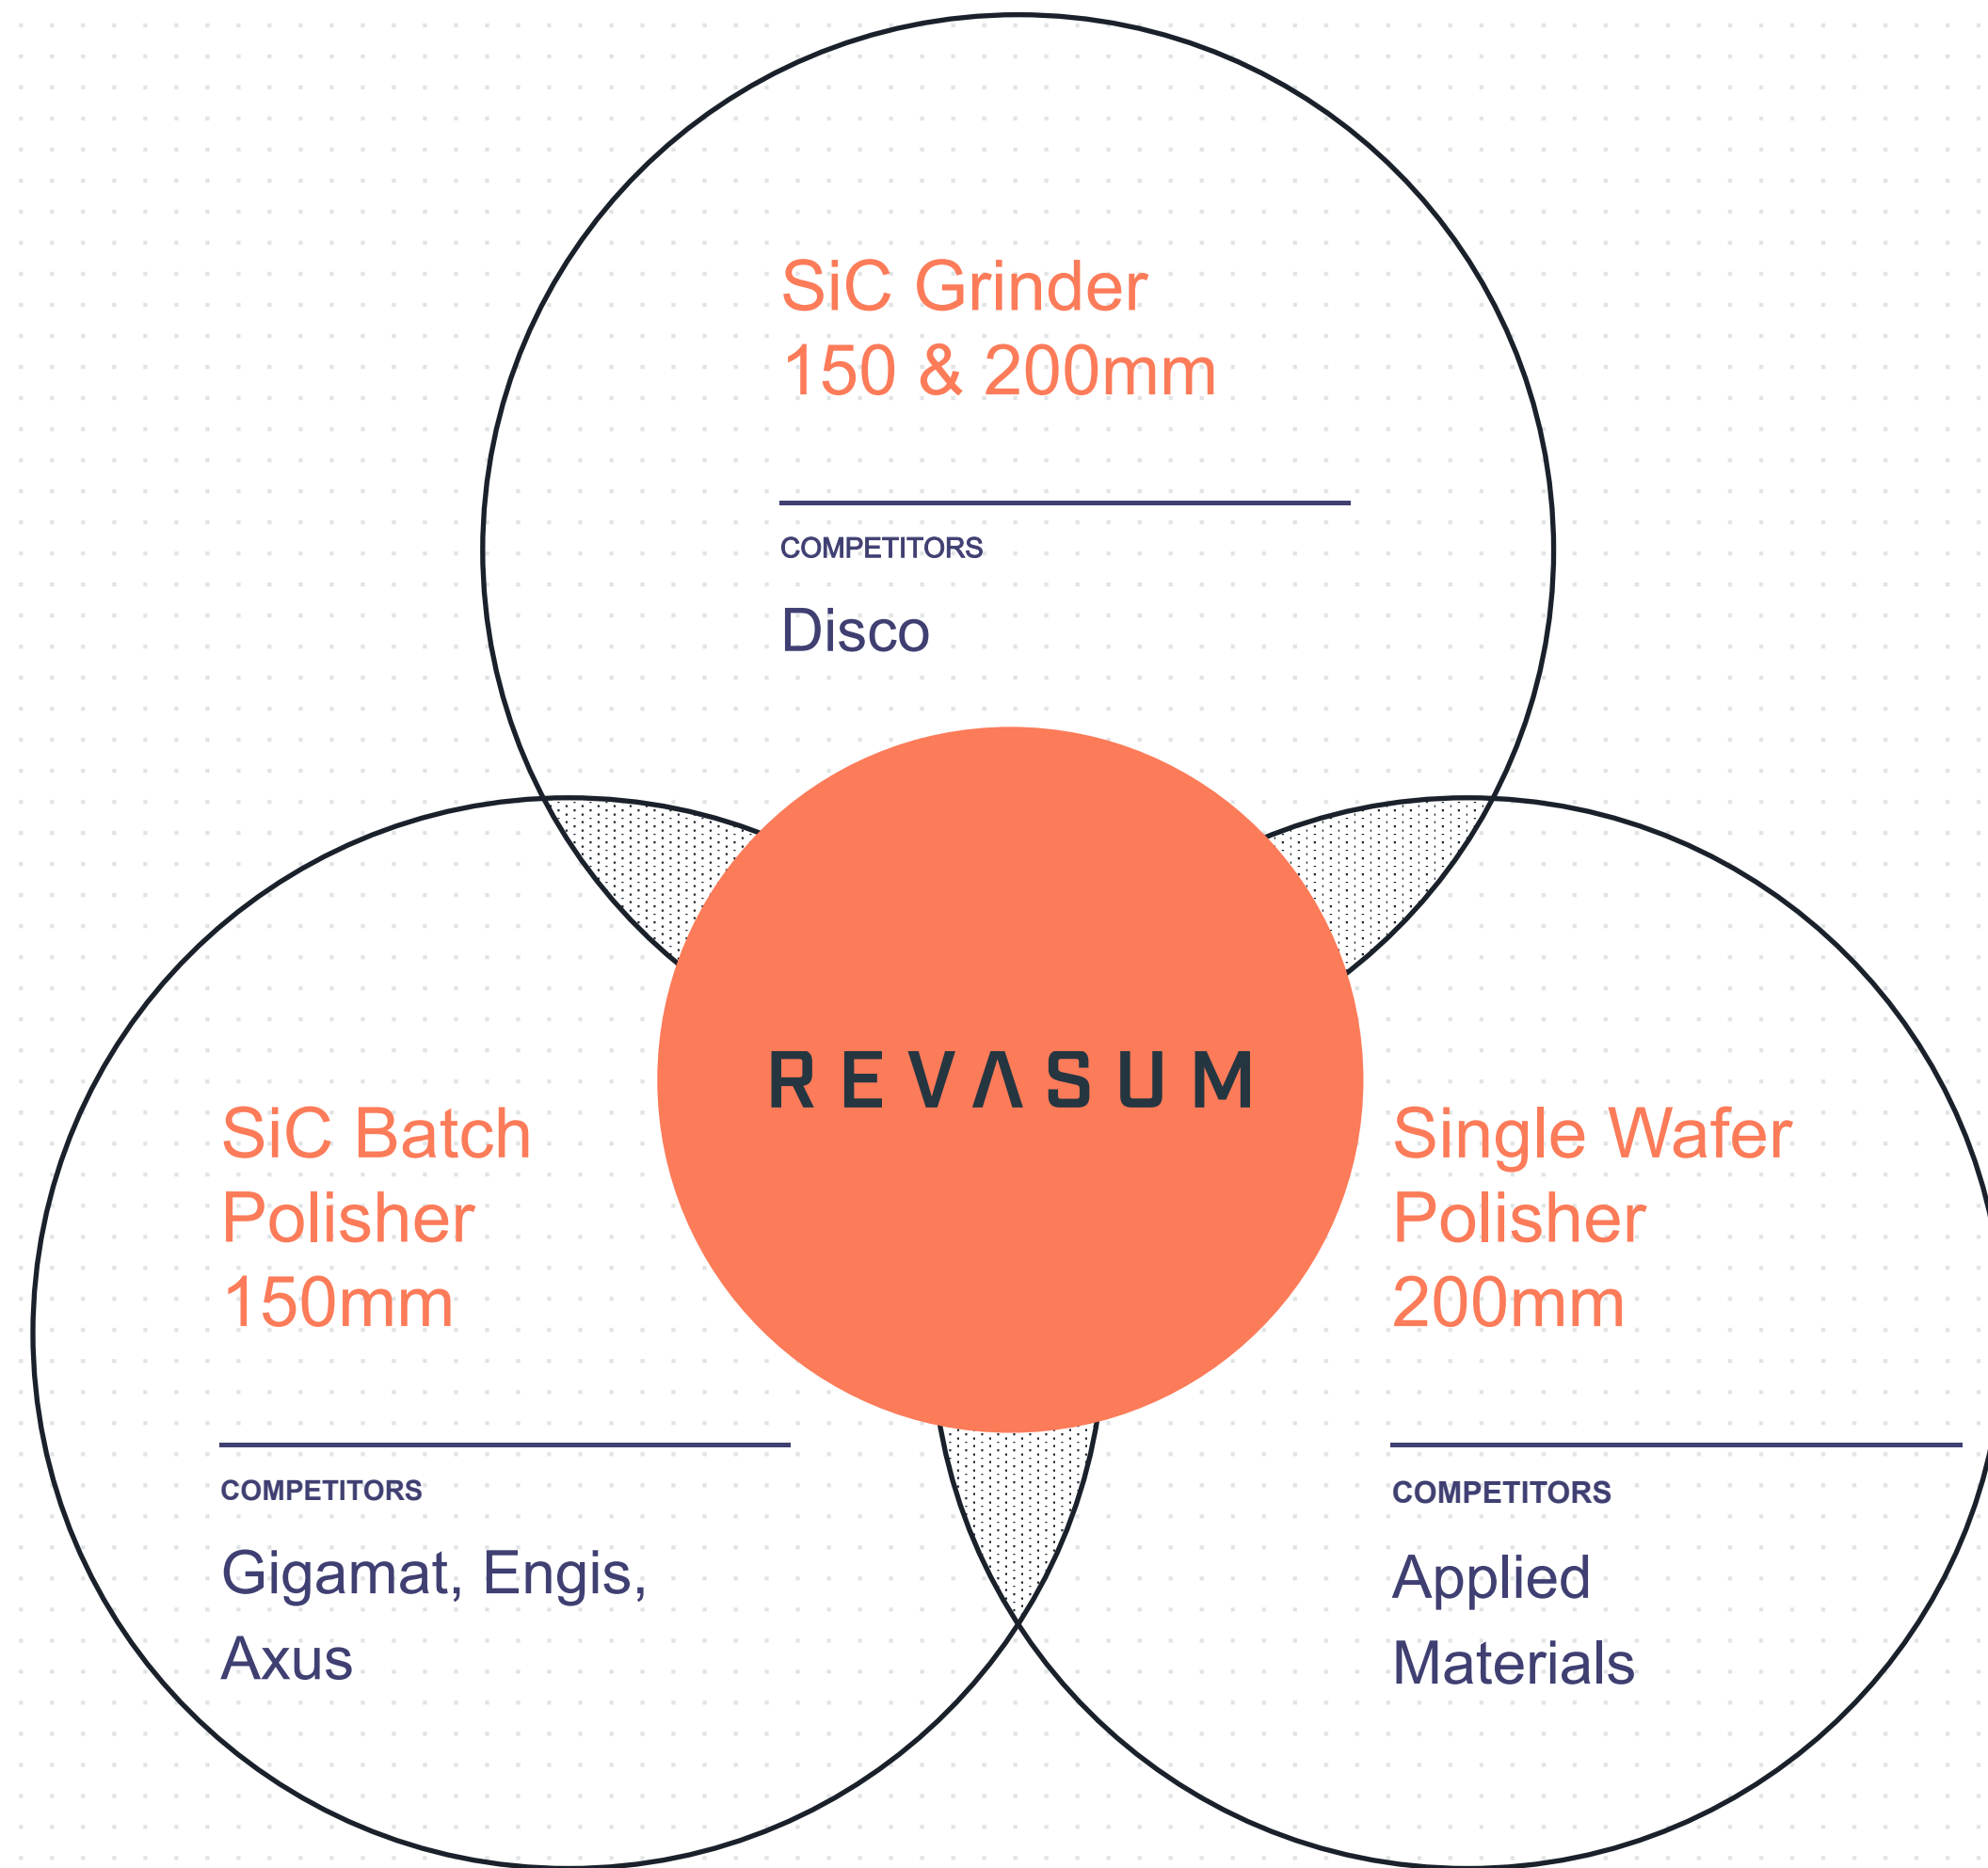 SiC Grinder
150 & 200mm
COMPETITORS
Disco
REVASUM
SiC Batch
Polisher
150mm
COMPETITORS
Gigamat, Engis,
Axus
Single Wafer
Polisher
200mm
COMPETITORS
Applied
Materials